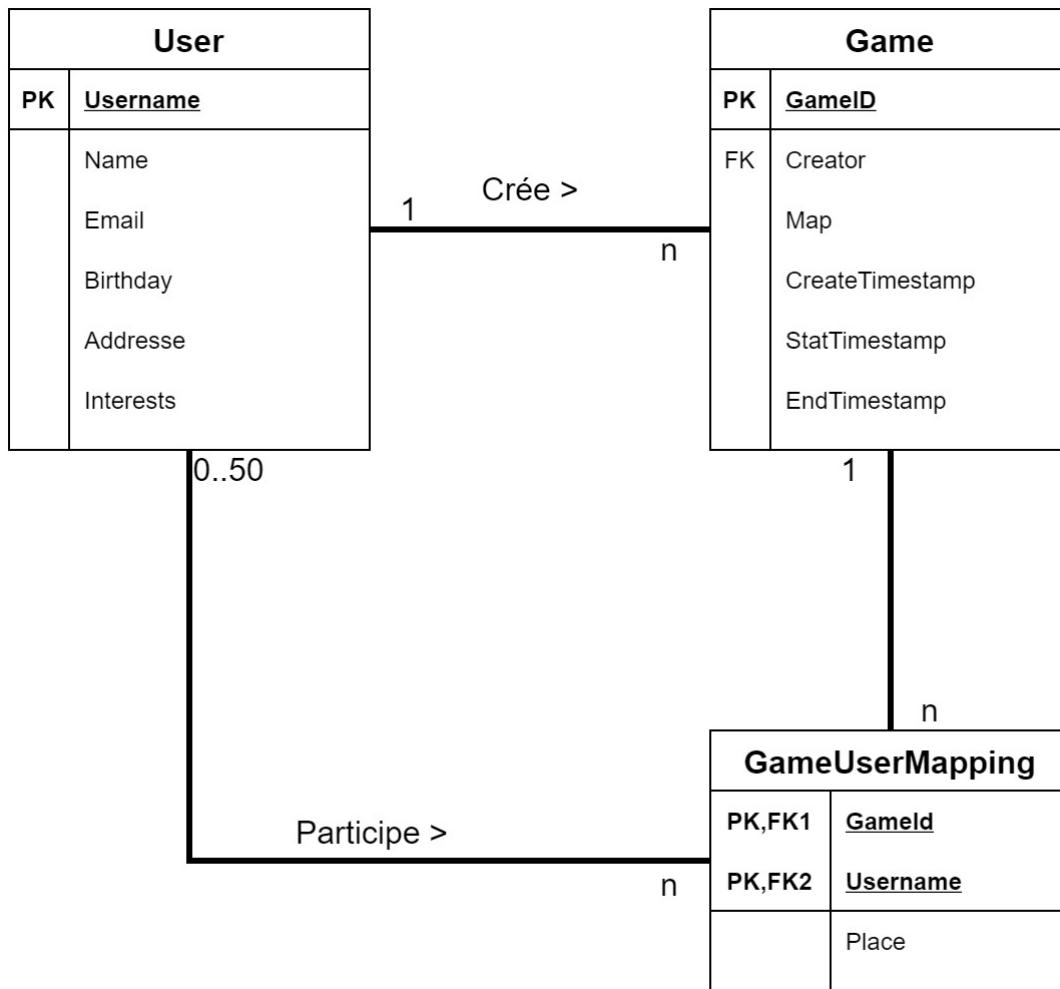 User
PK Username
Name
Email
Birthday
Addresse
Interests
Crée >
1
n
Game
PK GameID
FK Creator
Map
CreateTimestamp
StatTimestamp
EndTimestamp
0..50
1
Participe >
n
n
GameUserMapping
PK,FK1 GameId
PK,FK2 Username
Place